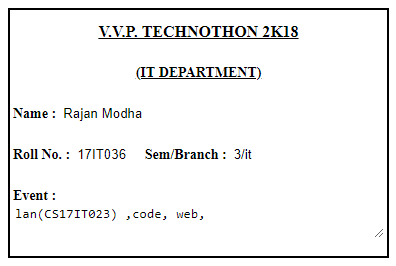 V.V.P. TECHNOTHON 2K18
(IT DEPARTMENT)
Name : Rajan Modha
Roll No. : 17IT036 Sem/Branch : 3/it
Event :
lan(CS17IT023) ,code, web,